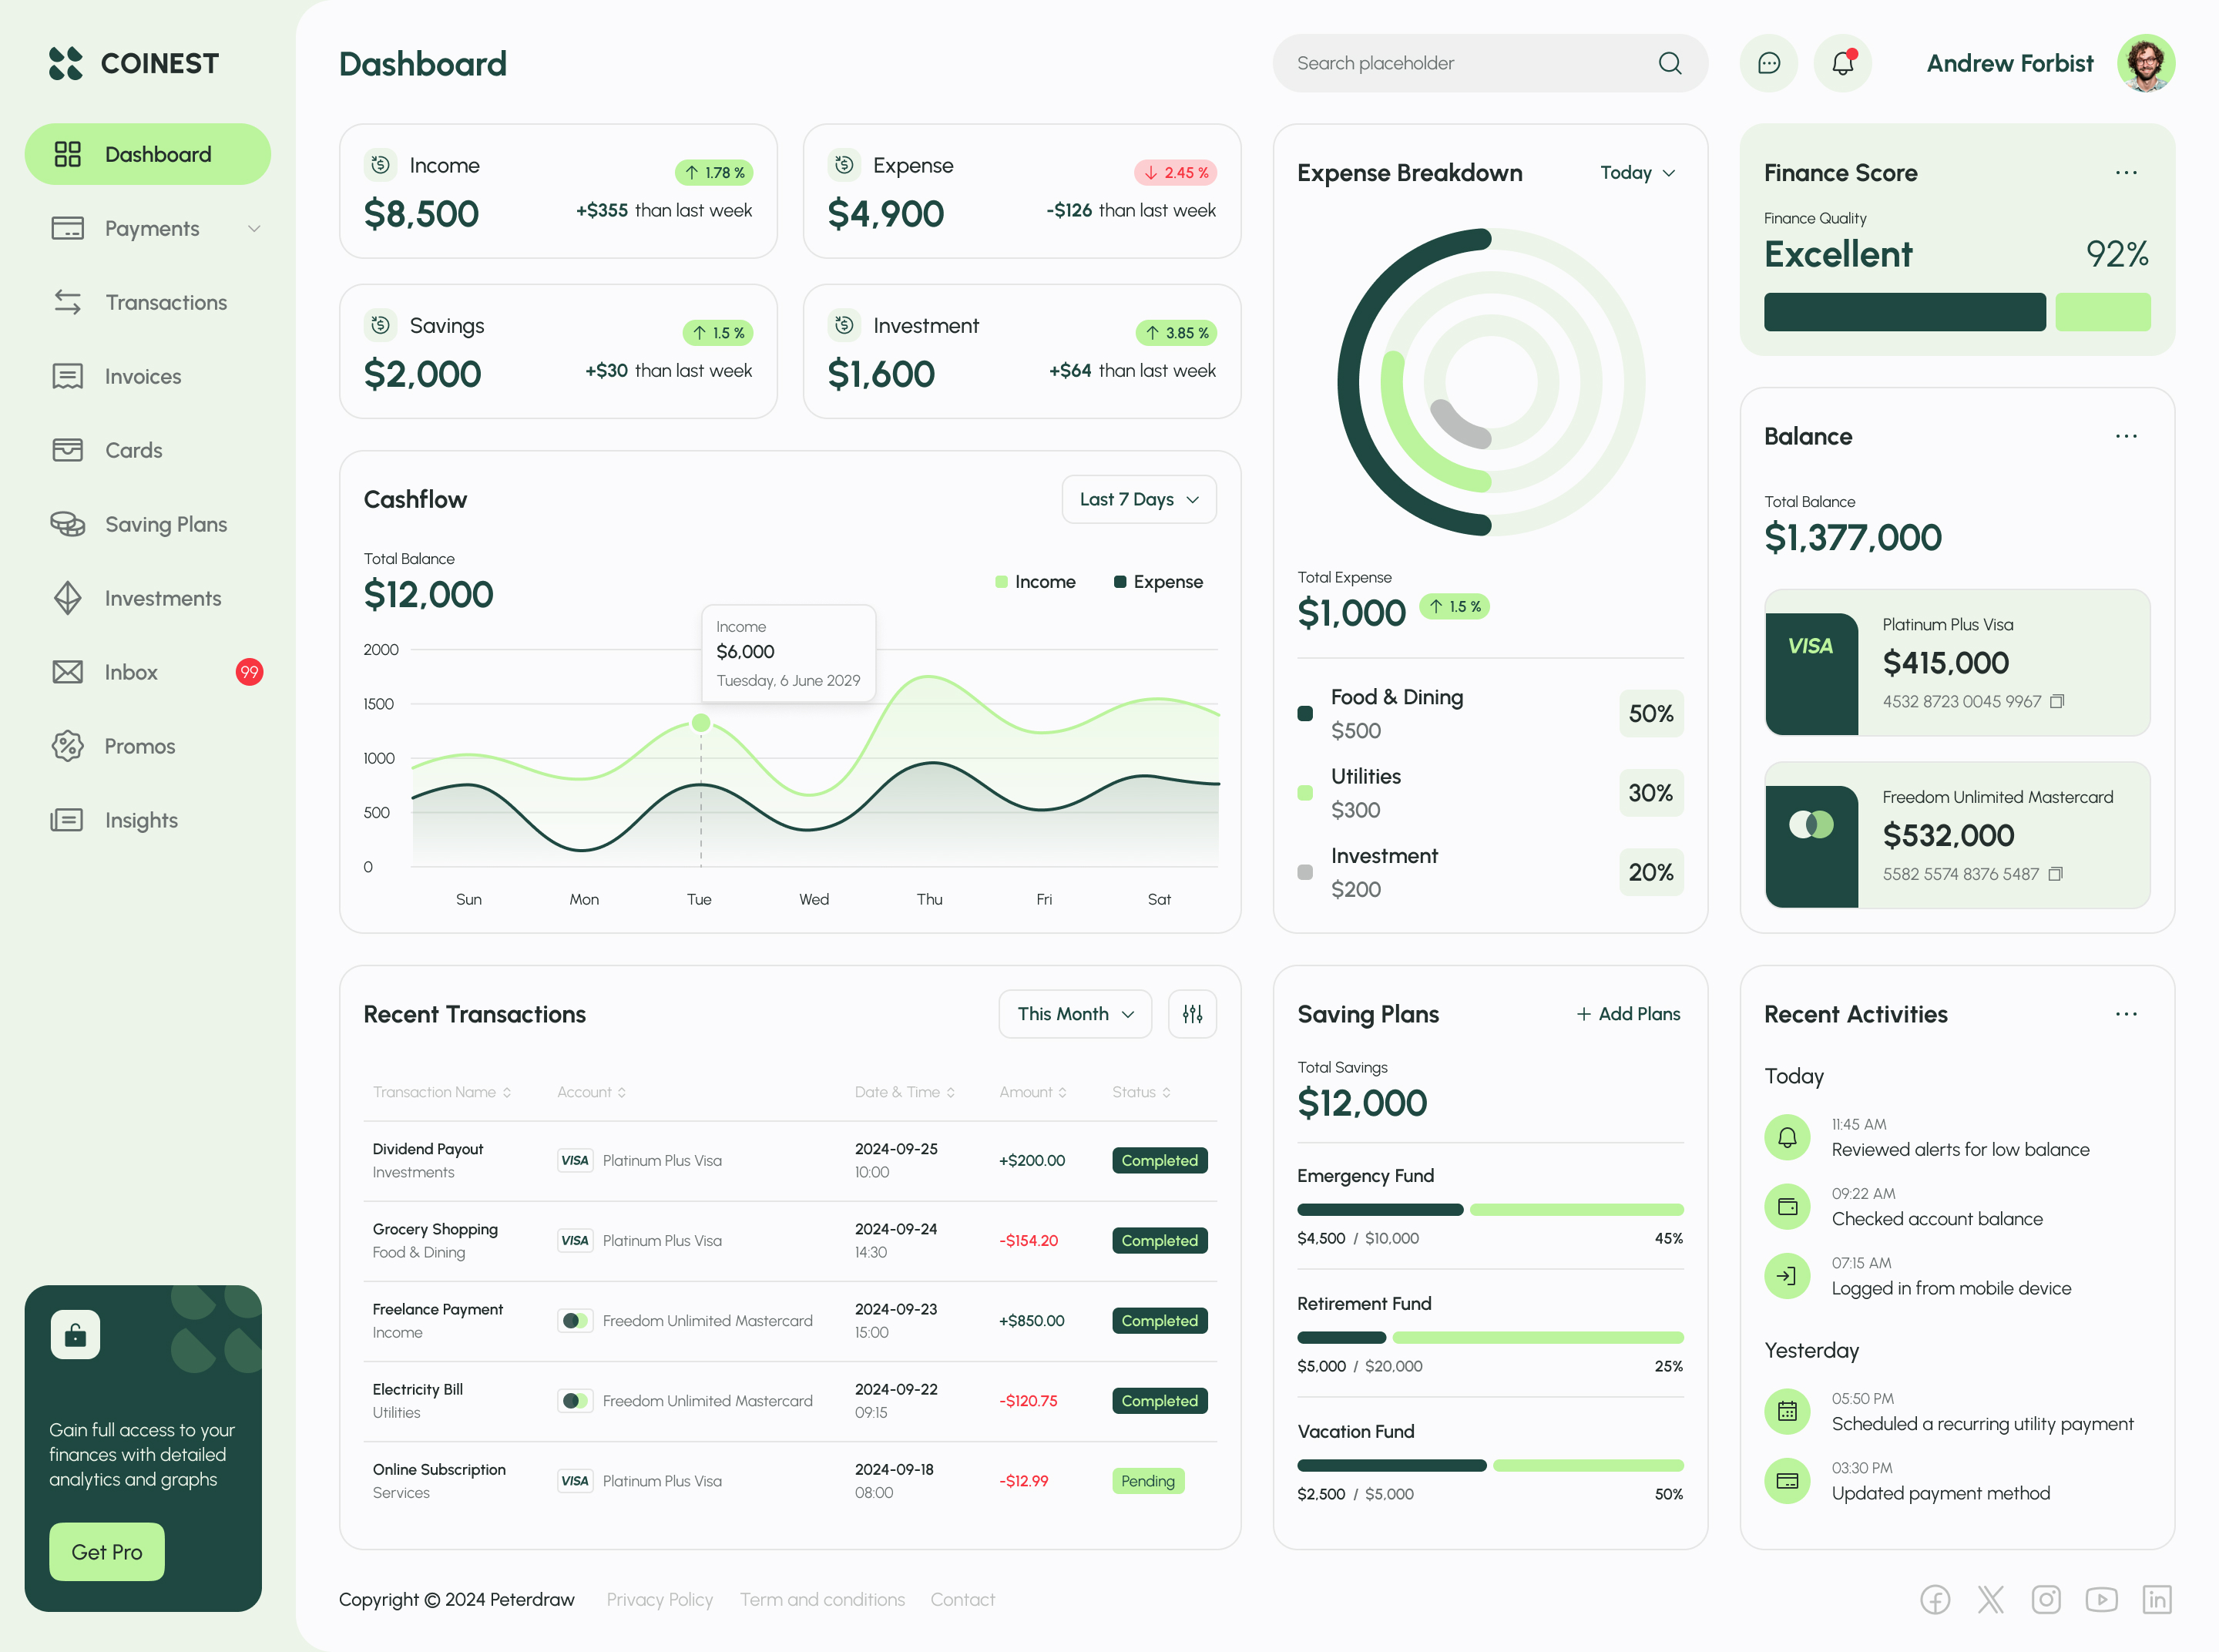 COINEST
Dashboard
Payments
Transactions
Invoices
Cards
Saving Plans
Investments
Inbox
99
Promos
Insights
Gain full access to your
finances with detailed
analytics and graphs
Get Pro
Dashboard
Search placeholder
Andrew Forbist
Income
1.78 %
$8,500
+$355 than last week
Expense
2.45 %
$4,900
-$126 than last week
Savings
1.5 %
$2,000
+$30 than last week
Investment
3.85 %
$1,600
+$64 than last week
Cashflow
Last 7 Days
Total Balance
$12,000
Income
Expense
Income
$6,000
Tuesday, 6 June 2029
2000
1500
1000
500
0
Sun Mon Tue Wed Thu Fri Sat
Expense Breakdown
Today
Total Expense
$1,000
1.5 %
Food & Dining
$500
50%
Utilities
$300
30%
Investment
$200
20%
Finance Score
Finance Quality
Excellent
92%
Balance
Total Balance
$1,377,000
VISA
Platinum Plus Visa
$415,000
4532 8723 0045 9967
Freedom Unlimited Mastercard
$532,000
5582 5574 8376 5487
Recent Transactions
This Month
Transaction Name Account Date & Time Amount Status
Dividend Payout
Investments
VISA Platinum Plus Visa
2024-09-25
10:00
+$200.00
Completed
Grocery Shopping
Food & Dining
VISA Platinum Plus Visa
2024-09-24
14:30
-$154.20
Completed
Freelance Payment
Income
Freedom Unlimited Mastercard
2024-09-23
15:00
+$850.00
Completed
Electricity Bill
Utilities
Freedom Unlimited Mastercard
2024-09-22
09:15
-$120.75
Completed
Online Subscription
Services
VISA Platinum Plus Visa
2024-09-18
08:00
-$12.99
Pending
Saving Plans
+ Add Plans
Total Savings
$12,000
Emergency Fund
$4,500 / $10,000
45%
Retirement Fund
$5,000 / $20,000
25%
Vacation Fund
$2,500 / $5,000
50%
Recent Activities
Today
11:45 AM
Reviewed alerts for low balance
09:22 AM
Checked account balance
07:15 AM
Logged in from mobile device
Yesterday
05:50 PM
Scheduled a recurring utility payment
03:30 PM
Updated payment method
Copyright © 2024 Peterdraw
Privacy Policy
Term and conditions
Contact